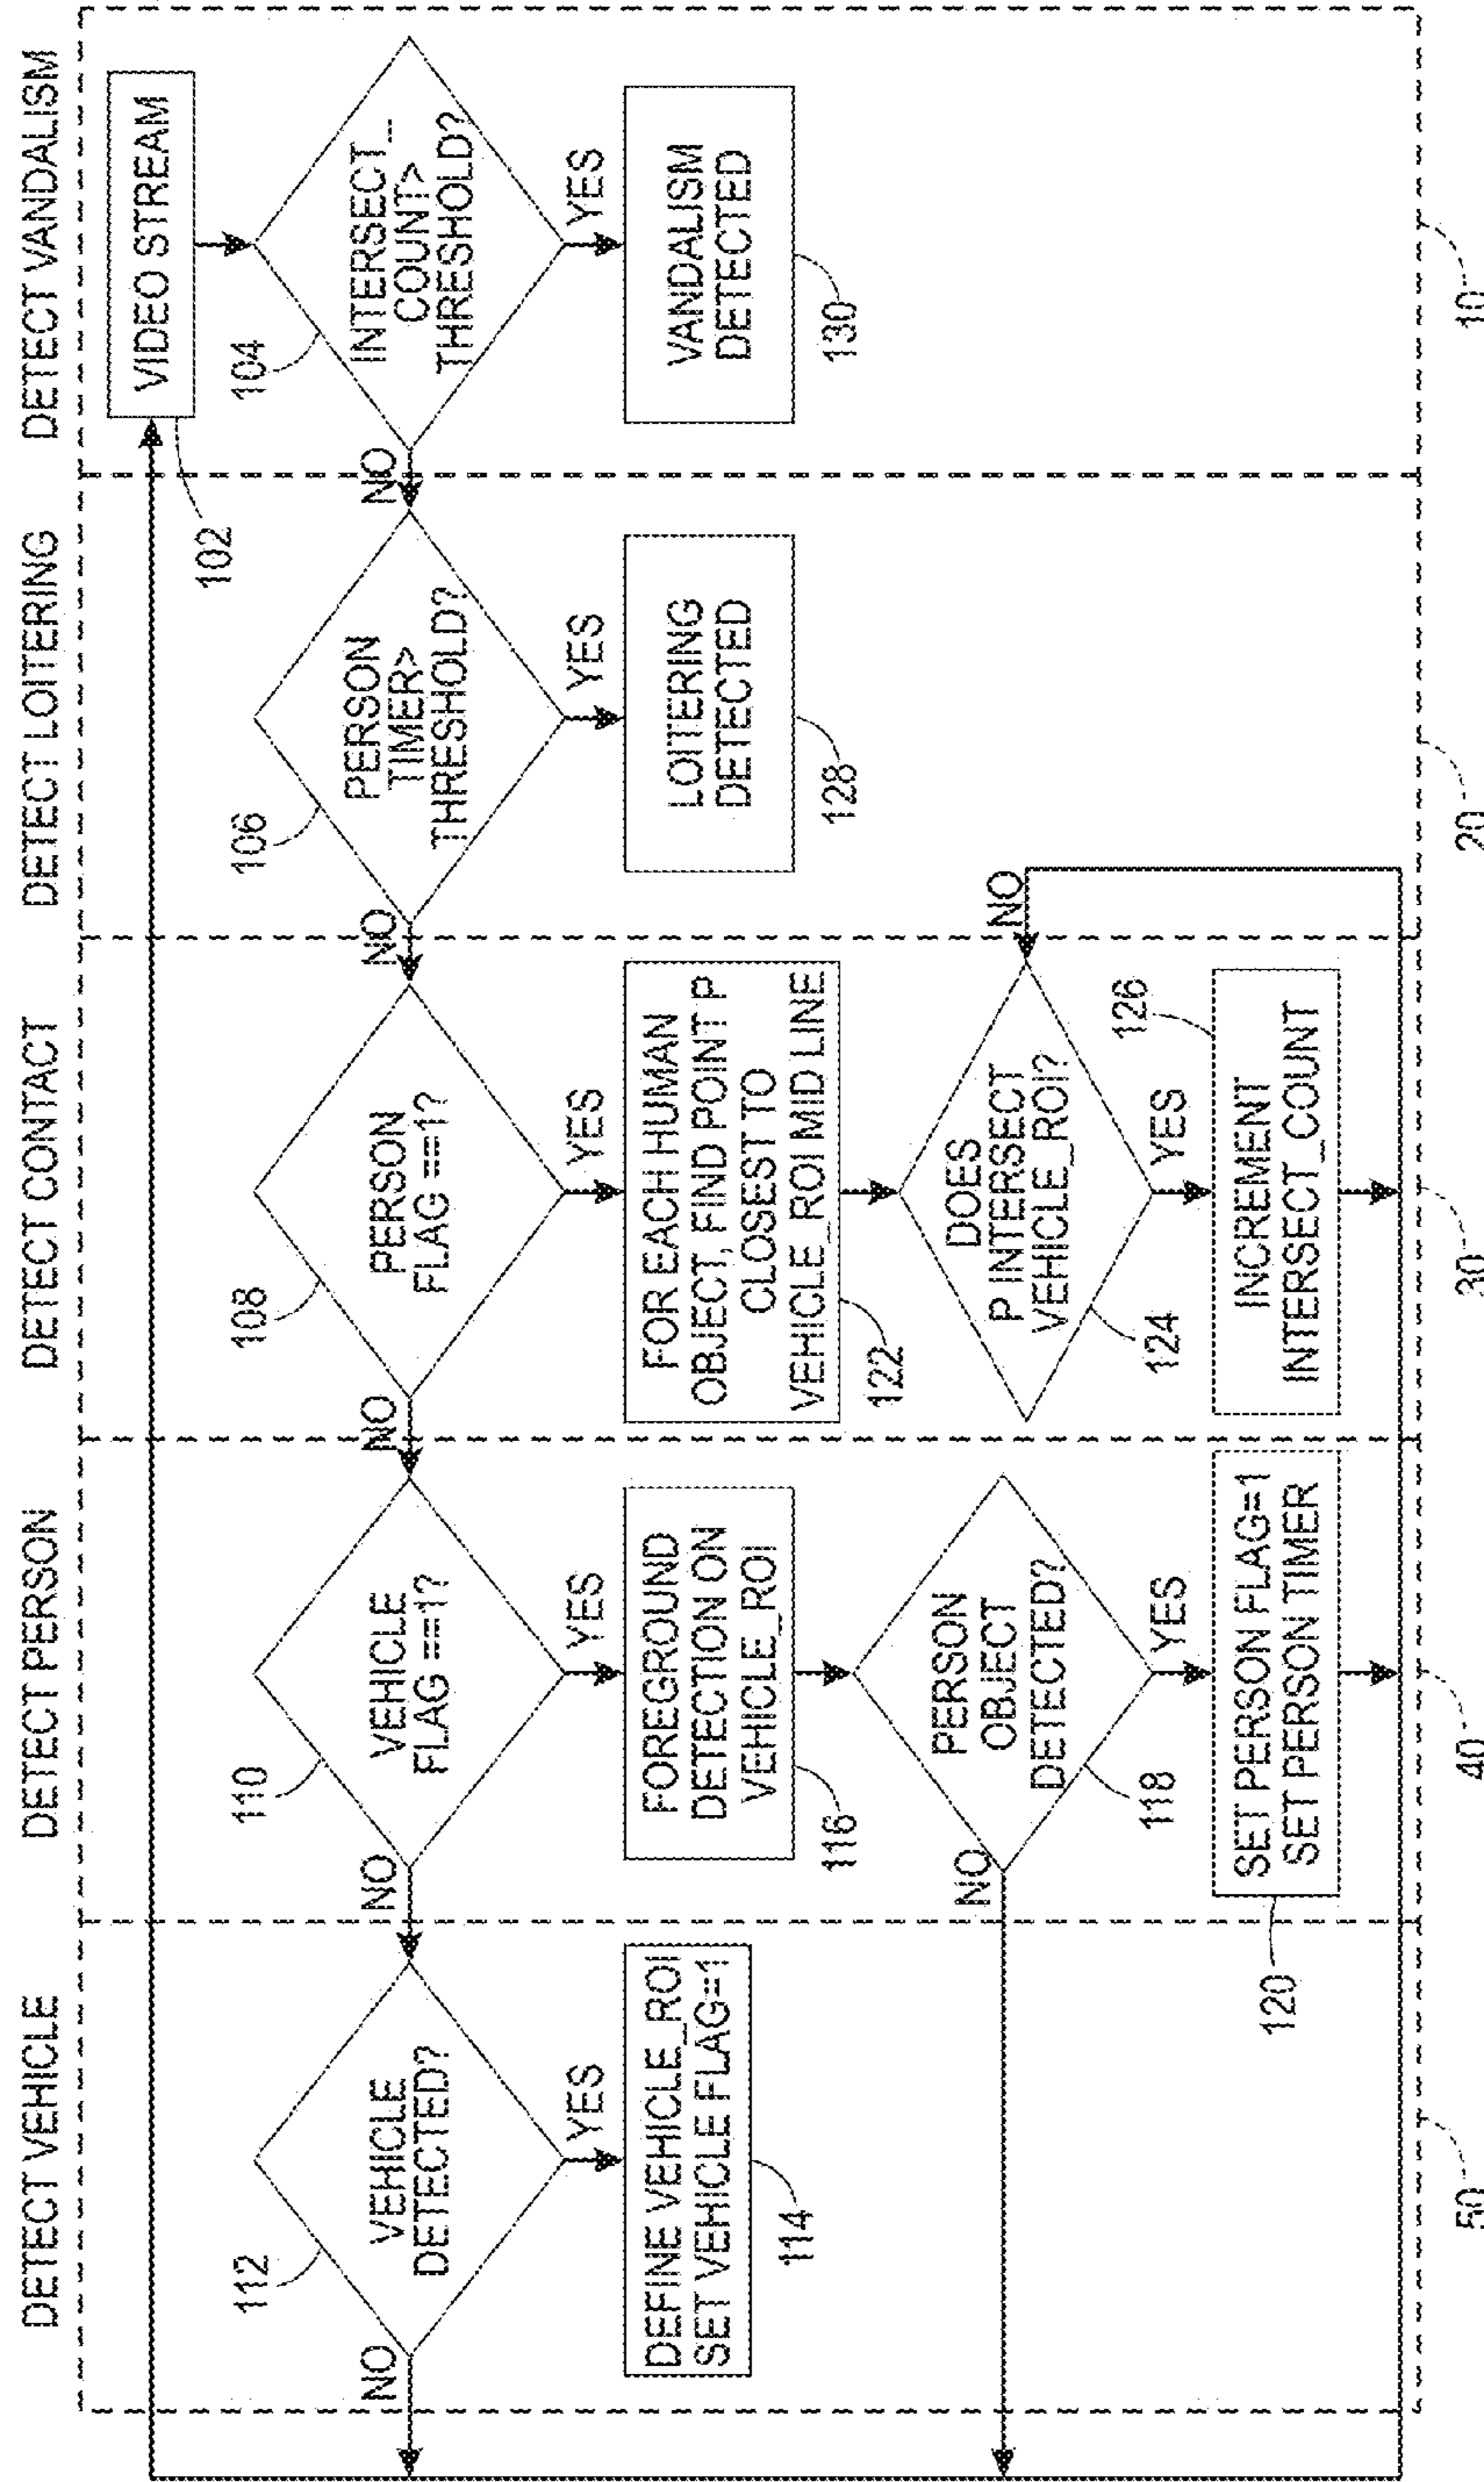 DETECT VEHICLE
DETECT PERSON
DETECT CONTACT
DETECT LOITERING
DETECT VANDALISM
VIDEO STREAM
102
112
VEHICLE
DETECTED?
NO
YES
DEFINE VEHICLE_ROI
SET VEHICLE FLAG=1
114
50
110
VEHICLE
FLAG ==1?
NO
YES
FOREGROUND
DETECTION ON
VEHICLE_ROI
116
PERSON
OBJECT
DETECTED?
118
NO
YES
SET PERSON FLAG=1
SET PERSON TIMER
120
40
108
PERSON
FLAG ==1?
NO
YES
FOR EACH HUMAN
OBJECT, FIND POINT P
CLOSEST TO
VEHICLE_ROI MID LINE
122
DOES
P INTERSECT
VEHICLE_ROI?
124
NO
YES
126
INCREMENT
INTERSECT_COUNT
30
106
PERSON
TIMER>
THRESHOLD?
NO
YES
LOITERING
DETECTED
128
20
104
INTERSECT_
COUNT>
THRESHOLD?
NO
YES
VANDALISM
DETECTED
130
10